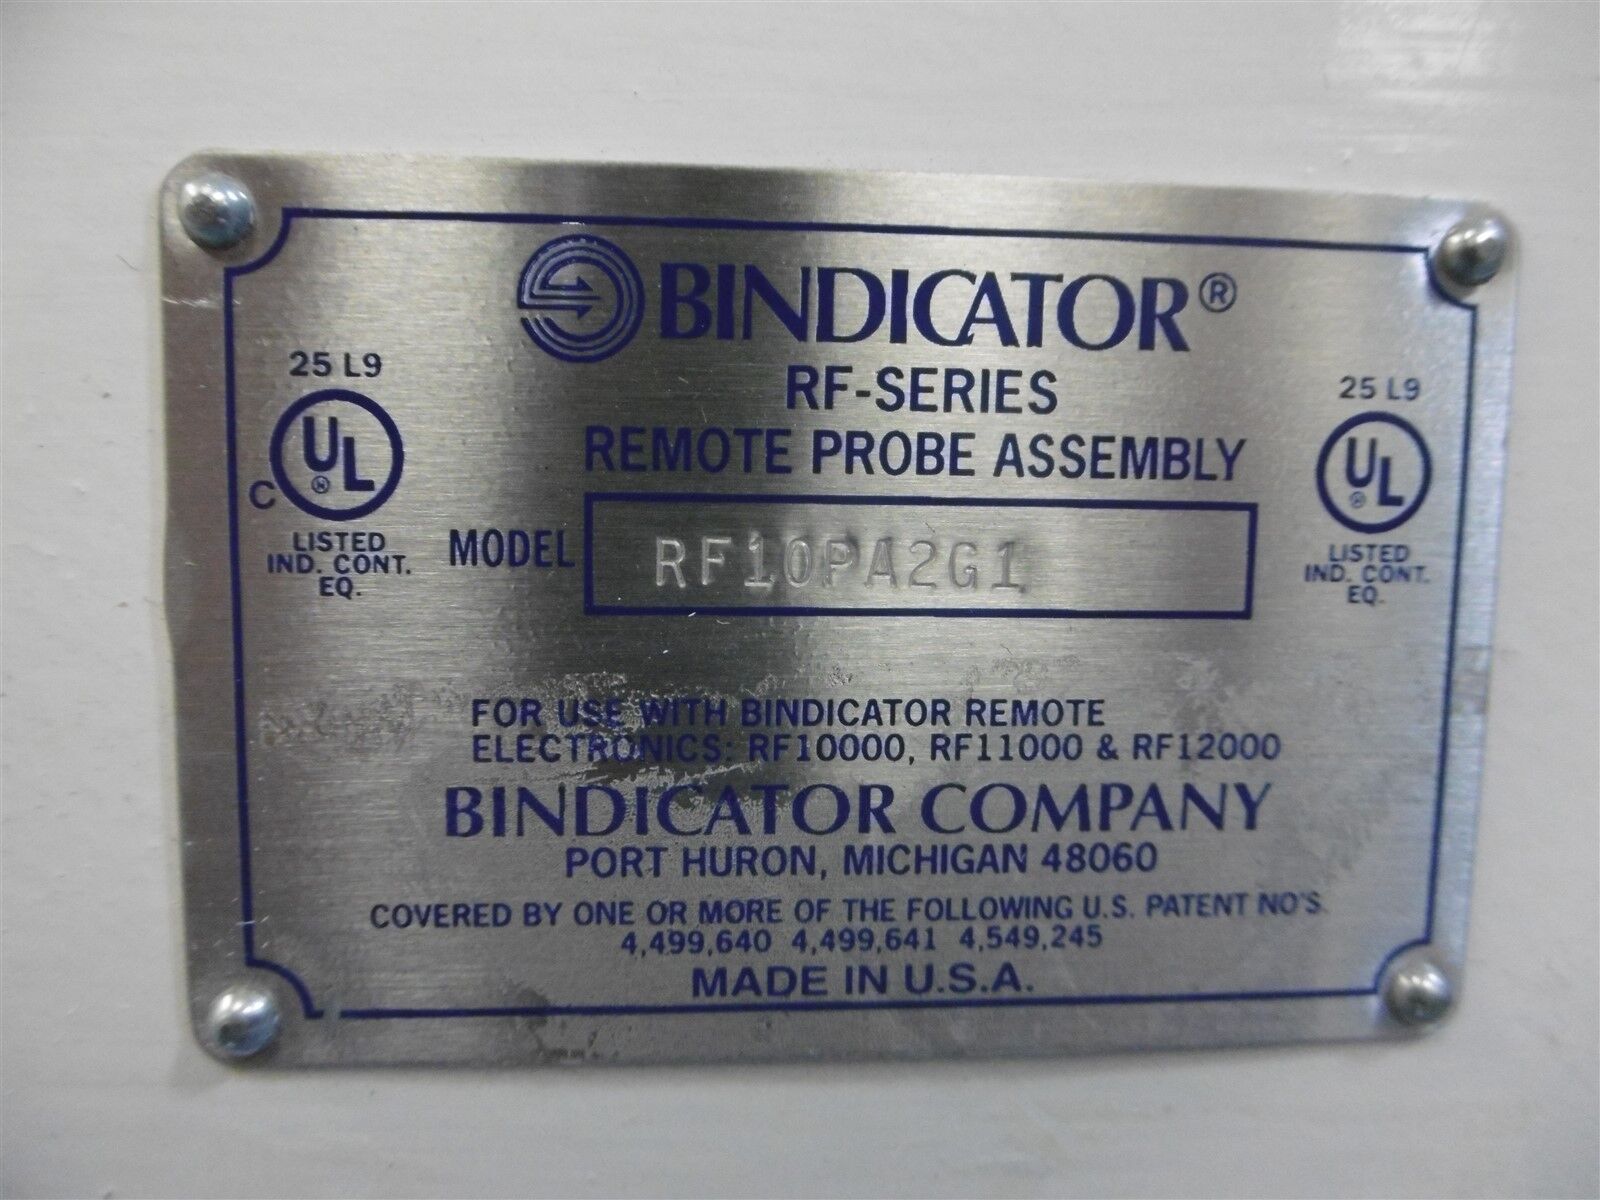 BINDICATOR®
RF-SERIES
REMOTE PROBE ASSEMBLY
25 L9
C UL ®
LISTED
IND. CONT.
EQ.
25 L9
UL ®
LISTED
IND. CONT.
EQ.
MODEL RF10PA2G1
FOR USE WITH BINDICATOR REMOTE
ELECTRONICS: RF10000, RF11000 & RF12000
BINDICATOR COMPANY
PORT HURON, MICHIGAN 48060
COVERED BY ONE OR MORE OF THE FOLLOWING U.S. PATENT NO'S.
4,499,640 4,499,641 4,549,245
MADE IN U.S.A.